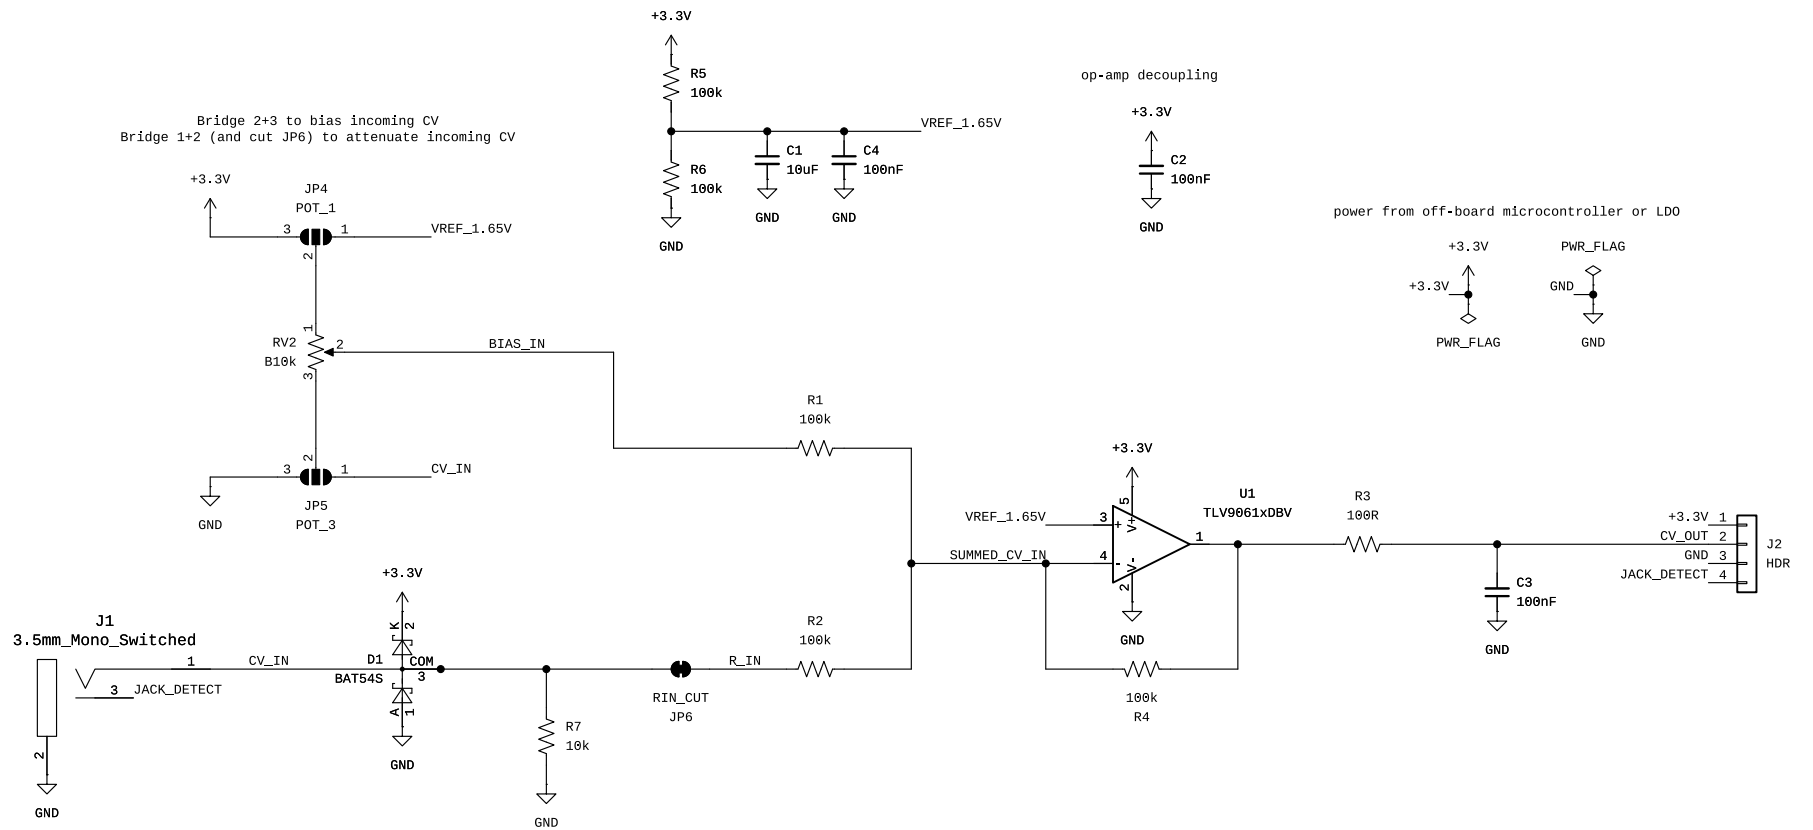 +3.3V
R5
100k
R6
100k
GND
VREF_1.65V
C1
10uF
GND
C4
100nF
GND
op-amp decoupling
+3.3V
C2
100nF
GND
Bridge 2+3 to bias incoming CV
Bridge 1+2 (and cut JP6) to attenuate incoming CV
+3.3V
JP4
POT_1
3
1
2
VREF_1.65V
power from off-board microcontroller or LDO
+3.3V
+3.3V
PWR_FLAG
PWR_FLAG
GND
GND
1
RV2
B10k
2
3
BIAS_IN
2
3
1
CV_IN
GND
JP5
POT_3
R1
100k
+3.3V
5
V+
U1
TLV9061xDBV
VREF_1.65V
3
+
SUMMED_CV_IN
4
-
V-
2
1
GND
100k
R4
R3
100R
C3
100nF
GND
+3.3V
1
CV_OUT
2
GND
3
JACK_DETECT
4
J2
HDR
J1
3.5mm_Mono_Switched
1
3
JACK_DETECT
2
GND
CV_IN
+3.3V
K
2
D1
BAT54S
COM
3
A
1
GND
R7
10k
GND
RIN_CUT
JP6
R_IN
R2
100k